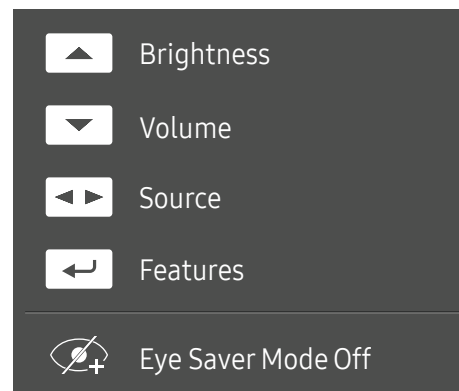 Brightness
Volume
Source
Features
Eye Saver Mode Off